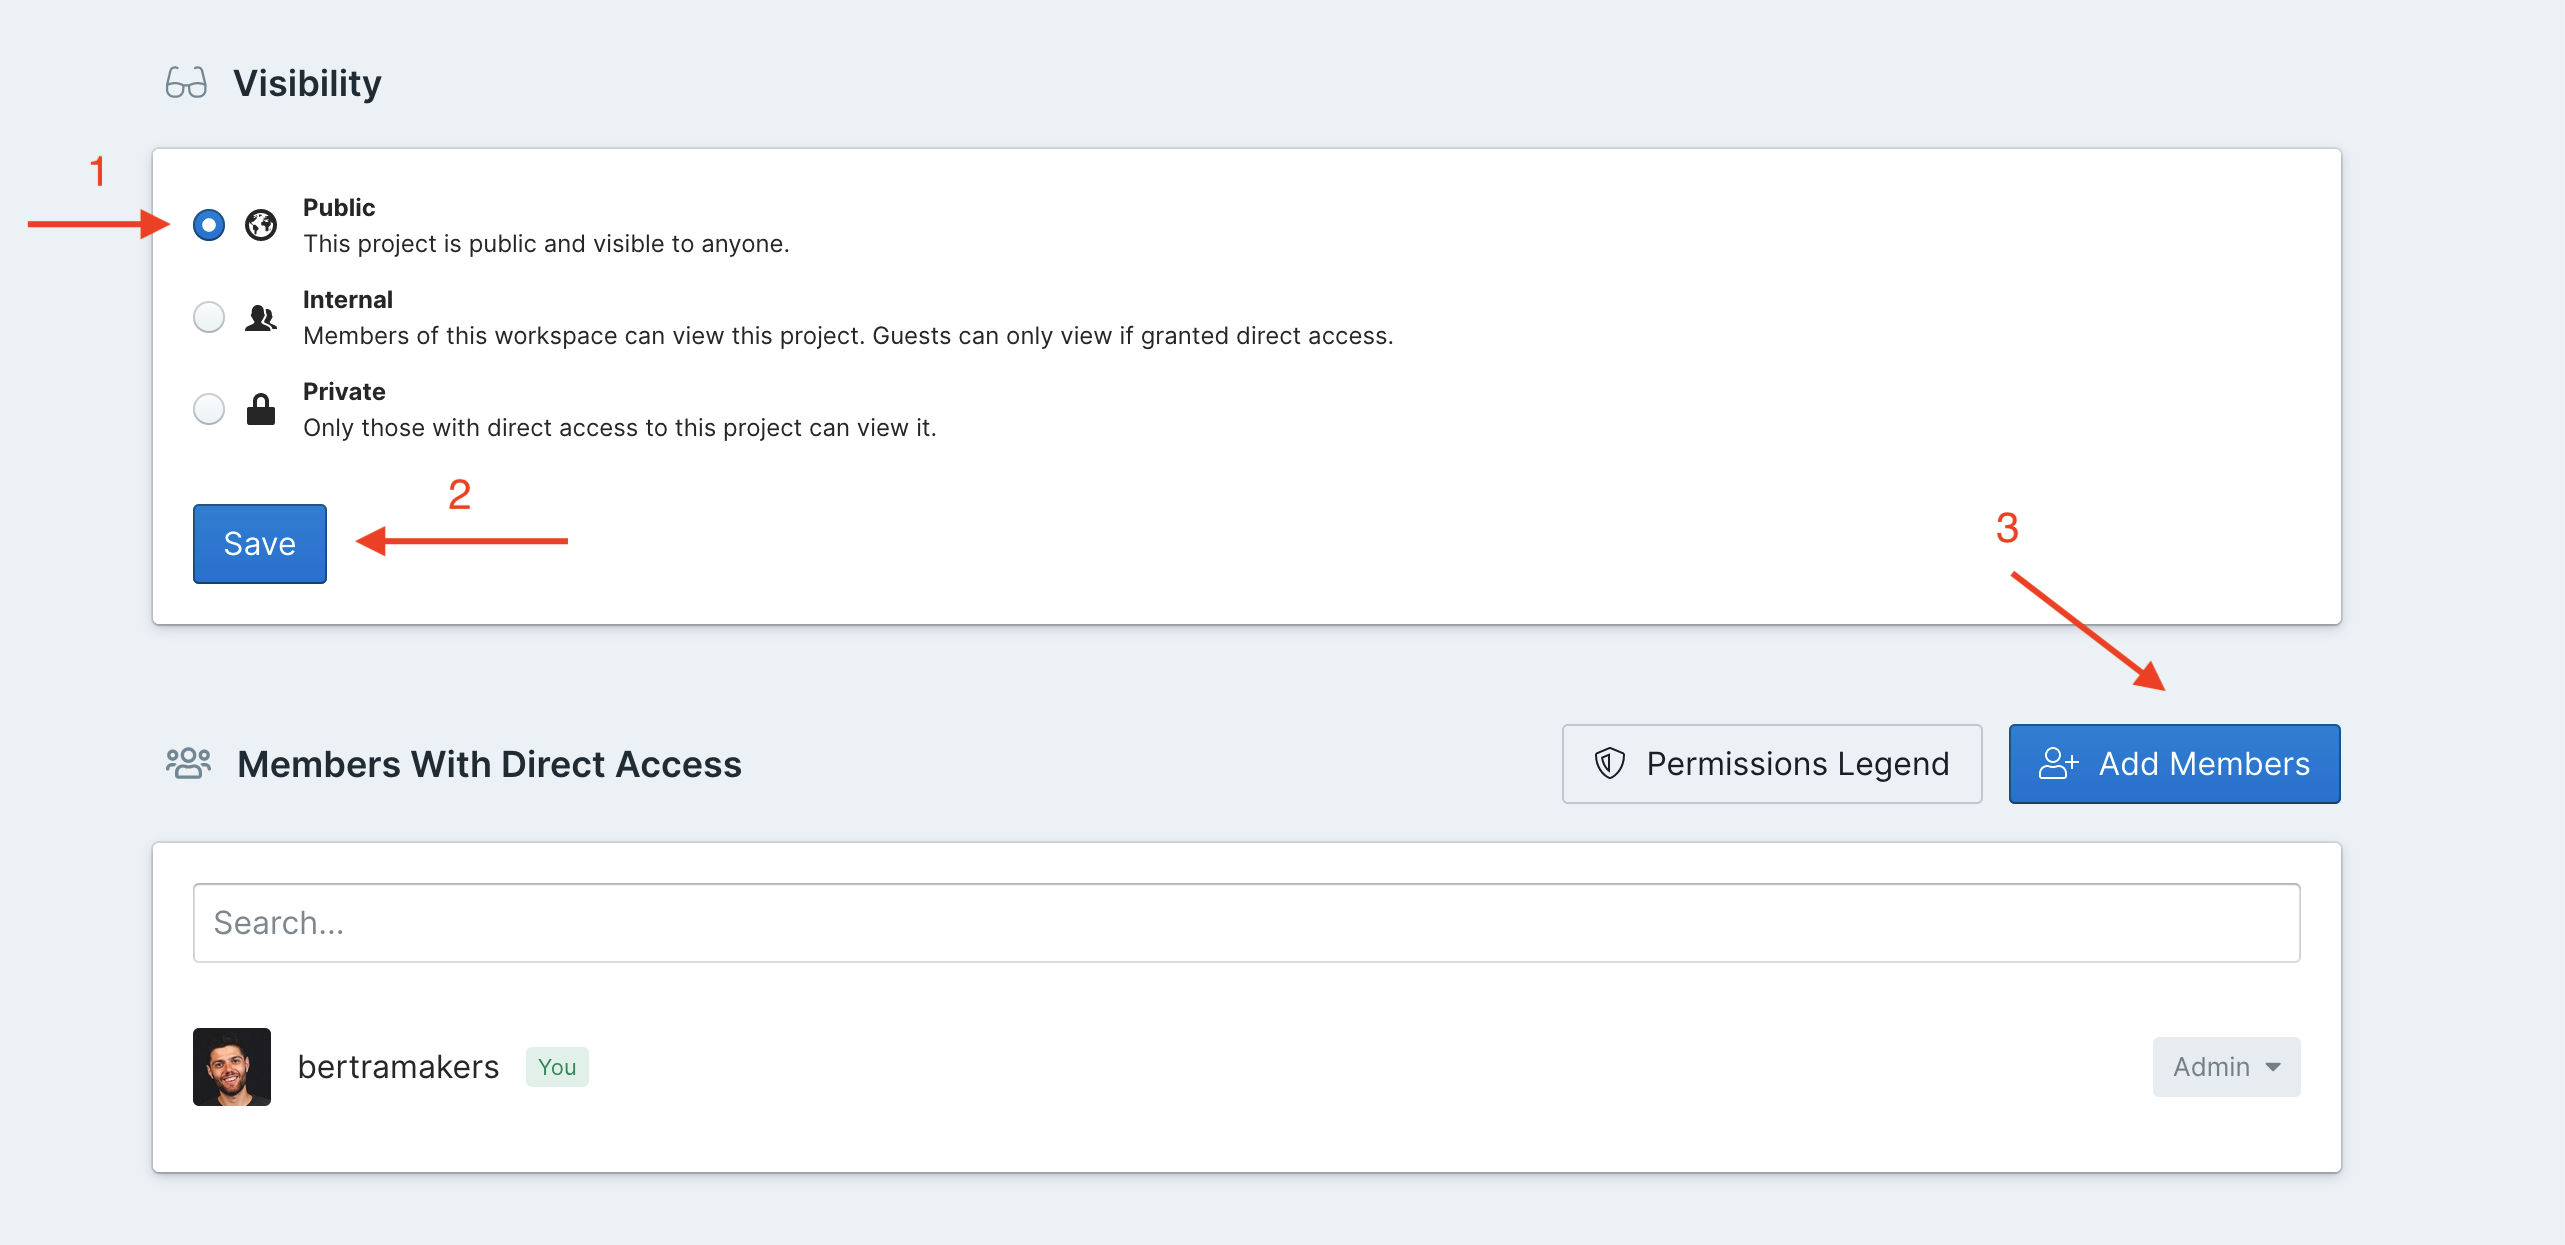 Visibility
1
Public
This project is public and visible to anyone.
Internal
Members of this workspace can view this project. Guests can only view if granted direct access.
Private
Only those with direct access to this project can view it.
2
Save
3
Members With Direct Access
Permissions Legend
Add Members
Search...
bertramakers
You
Admin